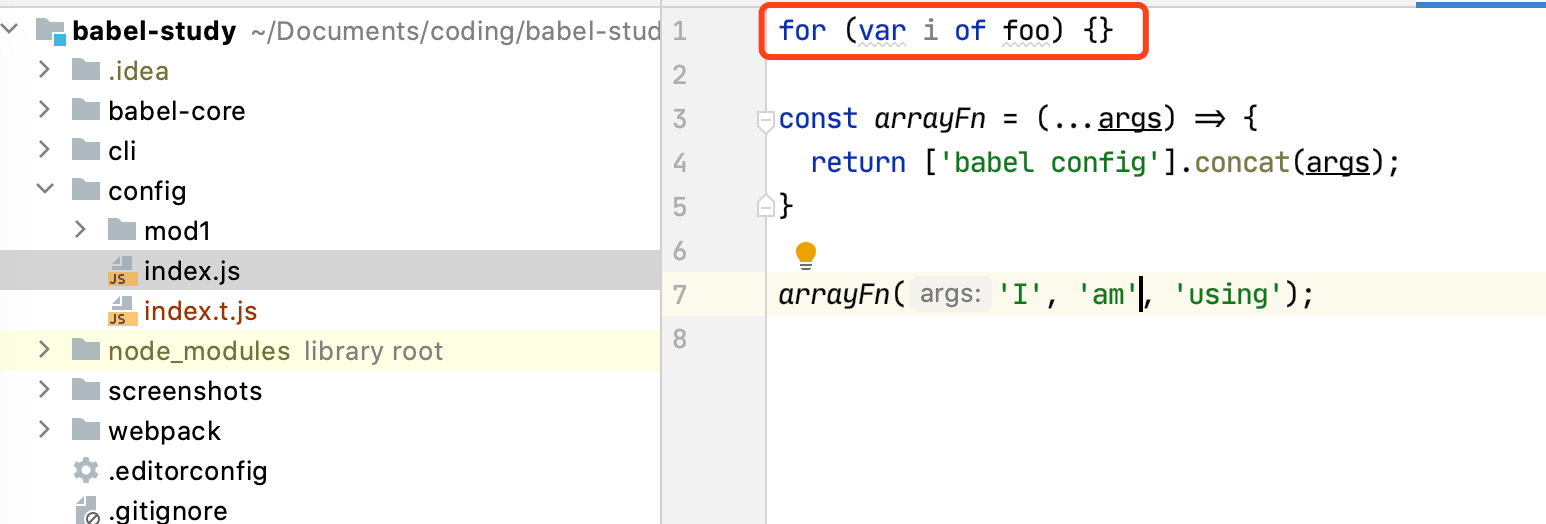 babel-study ~/Documents/coding/babel-stud
.idea
babel-core
cli
config
mod1
index.js
index.t.js
node_modules library root
screenshots
webpack
.editorconfig
.gitignore
1 for (var i of foo) {}
2
3 const arrayFn = (...args) => {
4 return ['babel config'].concat(args);
5 }
6
7 arrayFn( args: 'I', 'am', 'using');
8